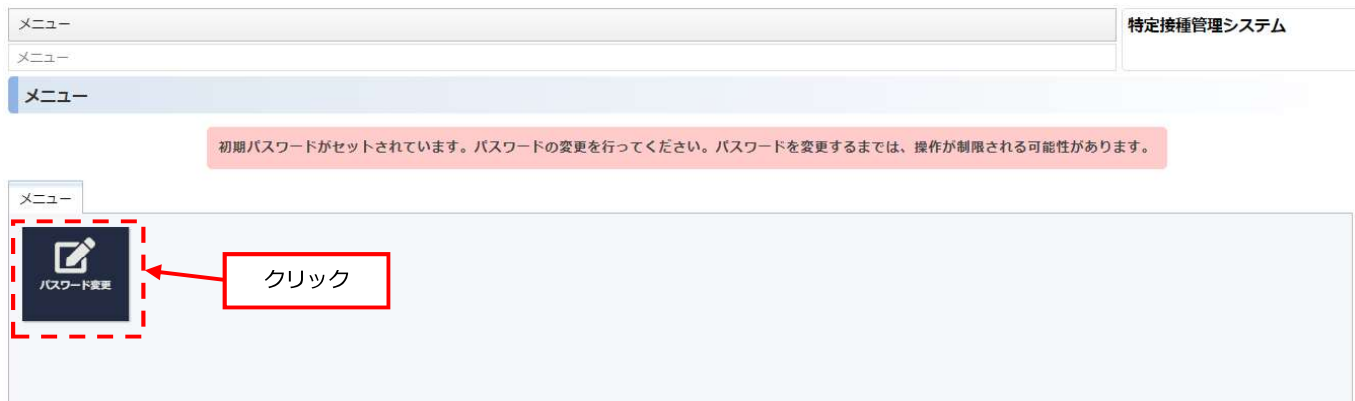 メニュー
特定接種管理システム
メニュー
メニュー
初期パスワードがセットされています。パスワードの変更を行ってください。パスワードを変更するまでは、操作が制限される可能性があります。
メニュー
パスワード変更
クリック